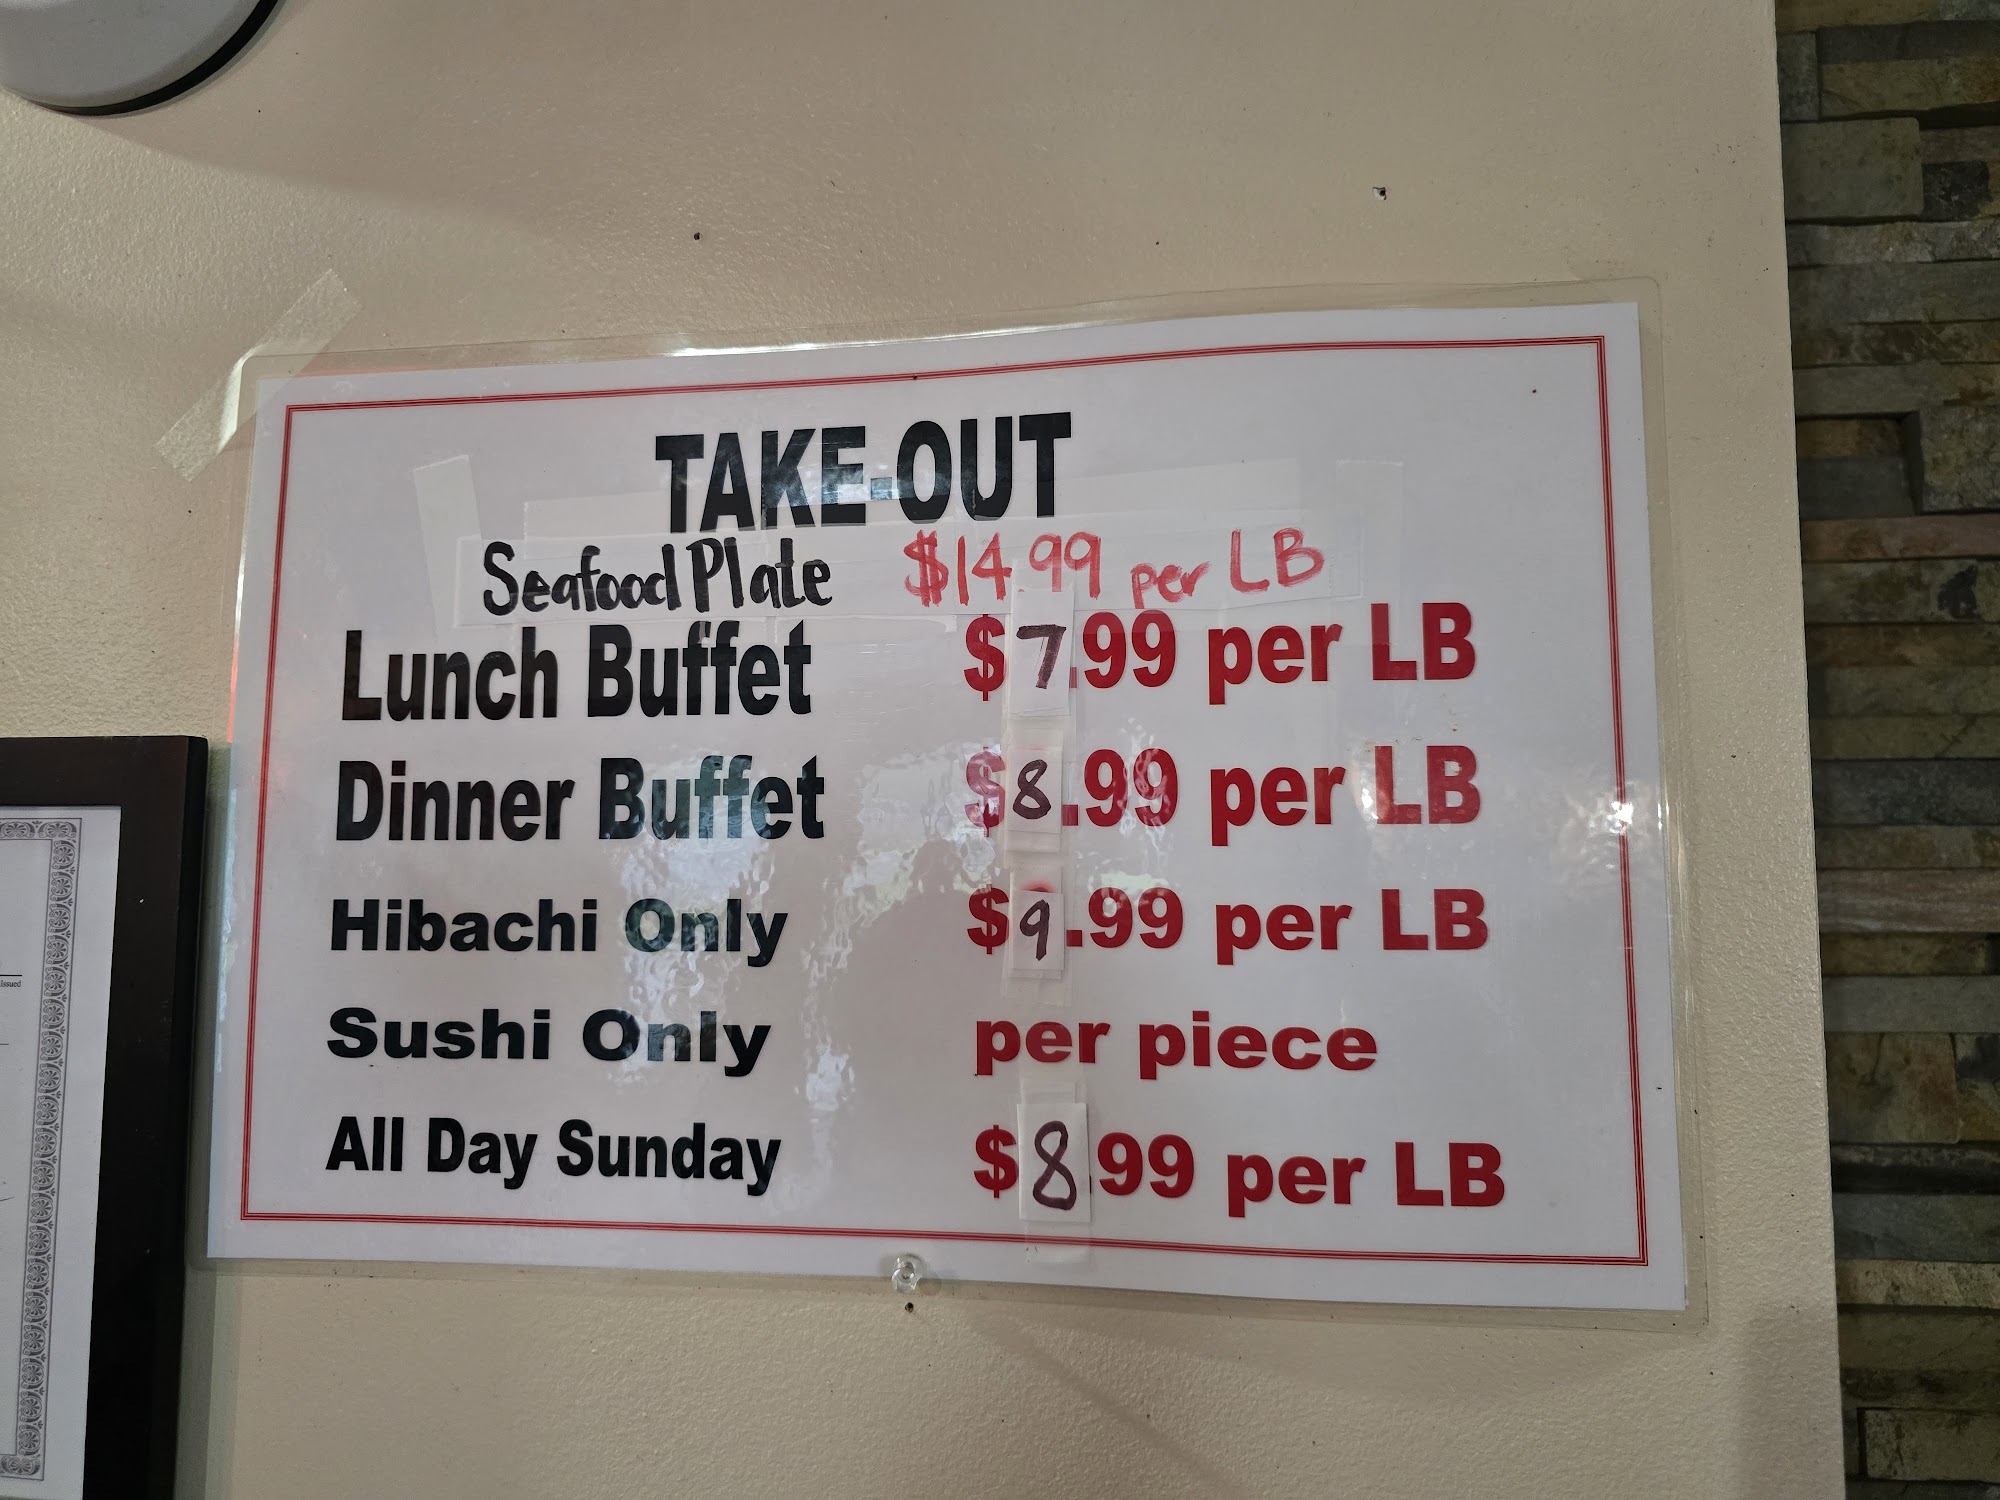 TAKE-OUT
Seafood Plate $14.99 per LB
Lunch Buffet $7.99 per LB
Dinner Buffet $8.99 per LB
Hibachi Only $9.99 per LB
Sushi Only per piece
All Day Sunday $8.99 per LB
Issued